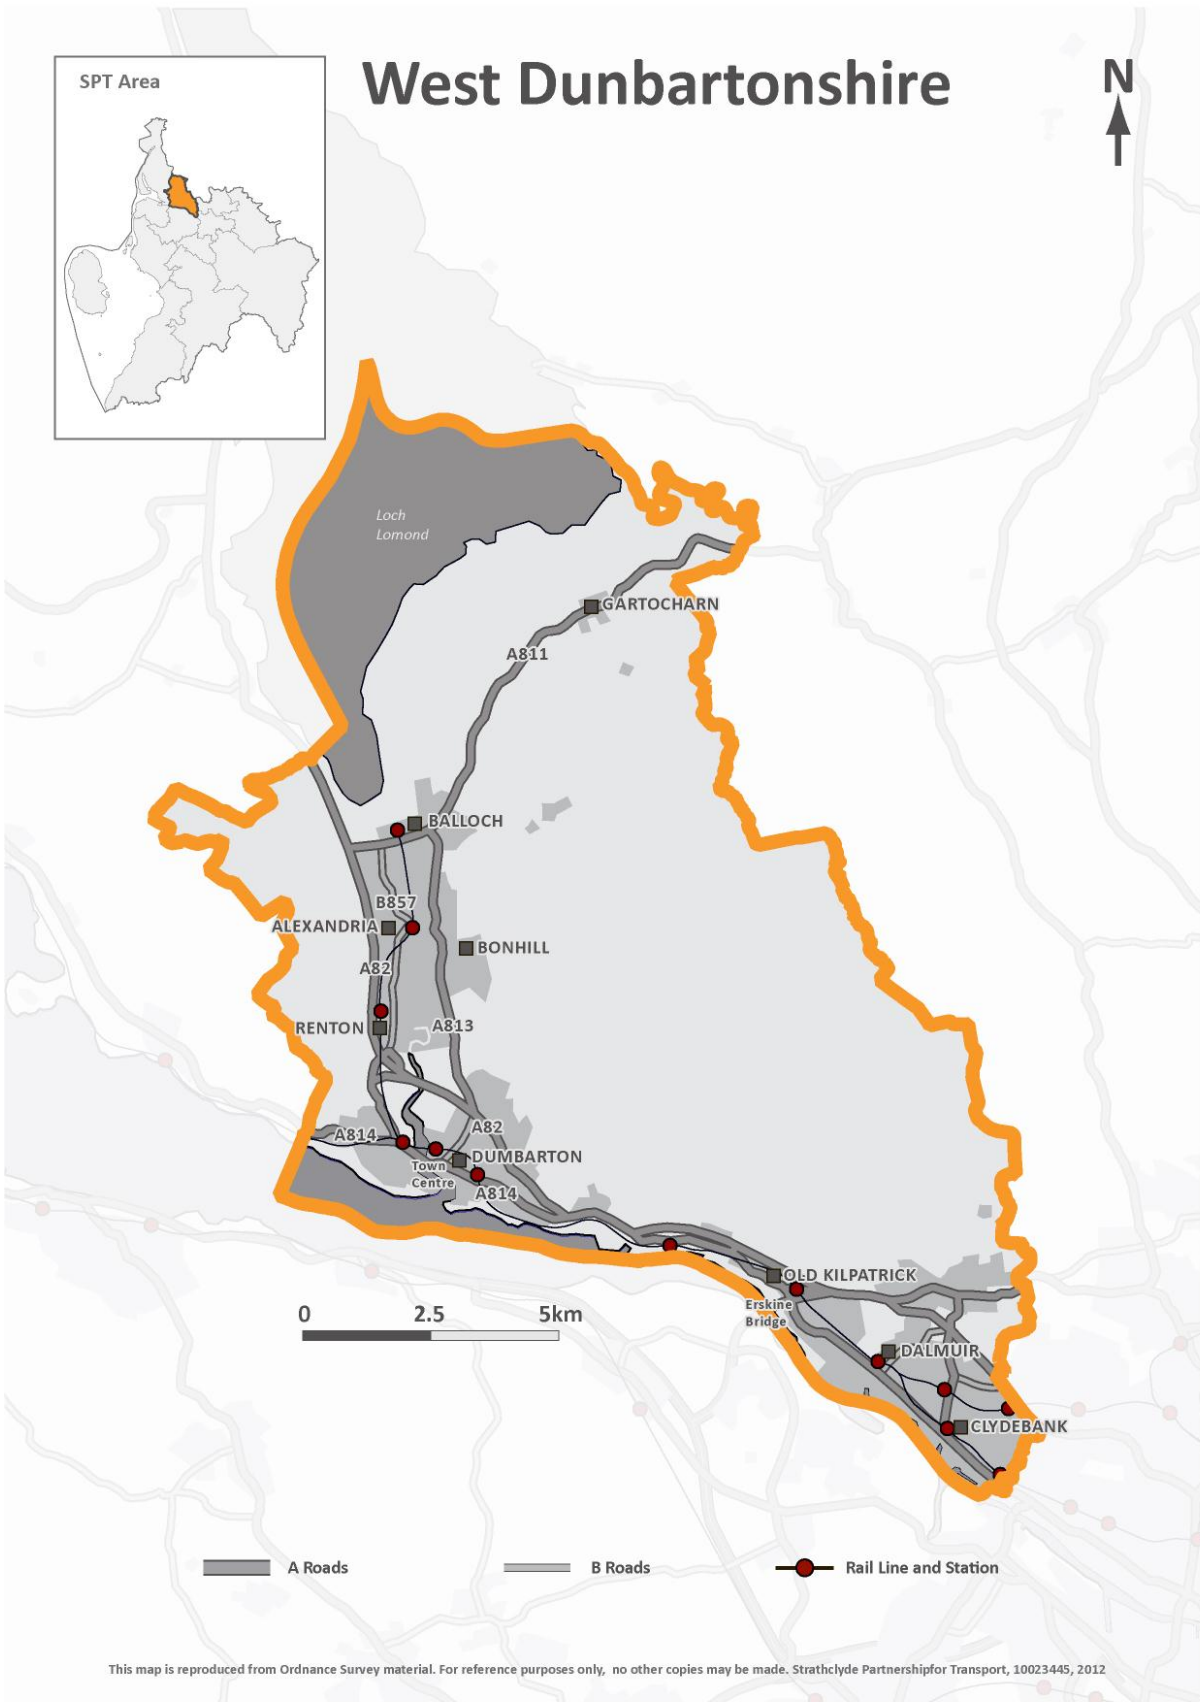 SPT Area
West Dunbartonshire
N
Loch
Lomond
GARTOCHARN
A811
BALLOCH
B857
ALEXANDRIA
BONHILL
A82
RENTON
A813
A814
A82
DUMBARTON
Town
Centre
A814
OLD KILPATRICK
Erskine
Bridge
0 2.5 5km
DALMUIR
CLYDEBANK
A Roads
B Roads
Rail Line and Station
This map is reproduced from Ordnance Survey material. For reference purposes only, no other copies may be made. Strathclyde Partnershipfor Transport, 10023445, 2012